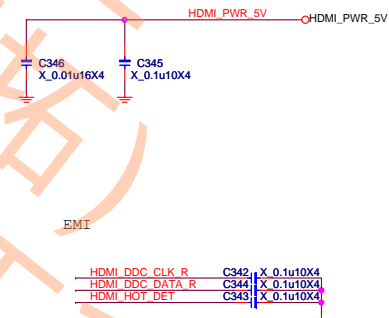 HDMI_PWR_5V
HDMI_PWR_5V
C346
X_0.01u16X4
C345
X_0.1u10X4
EMI
HDMI_DDC_CLK_R C342 X_0.1u10X4
HDMI_DDC_DATA_R C344 X_0.1u10X4
HDMI_HOT_DET C343 X_0.1u10X4